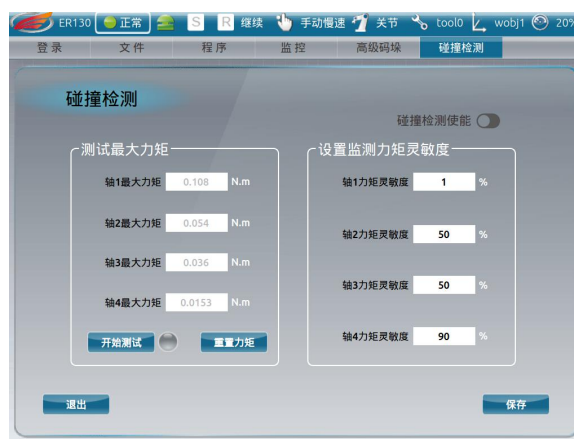 ER130 正常 S R 继续 手动慢速 关节 tool0 wobj1 20%
登录 文件 程序 监控 高级码垛 碰撞检测
碰撞检测
碰撞检测使能
测试最大力矩
轴1最大力矩 0.108 N.m
轴2最大力矩 0.054 N.m
轴3最大力矩 0.036 N.m
轴4最大力矩 0.0153 N.m
开始测试 重置力矩
设置监测力矩灵敏度
轴1力矩灵敏度 1 %
轴2力矩灵敏度 50 %
轴3力矩灵敏度 50 %
轴4力矩灵敏度 90 %
退出 保存